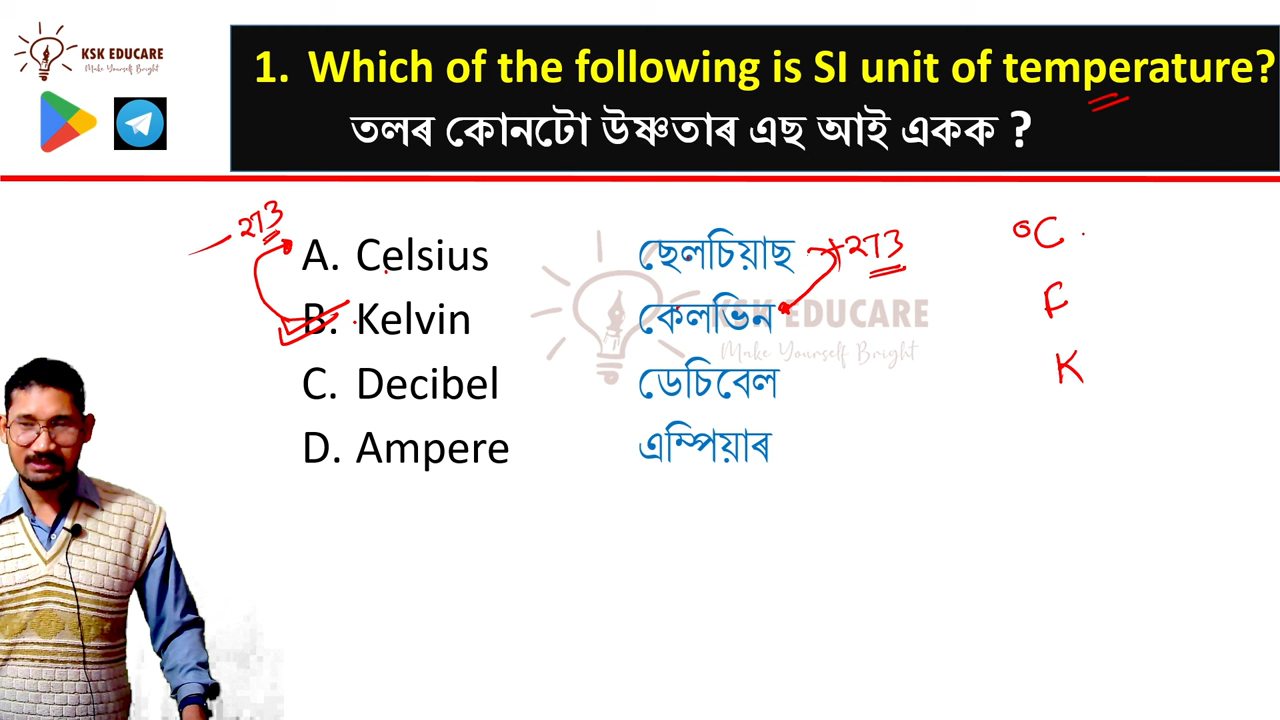 KSK EDUCARE
Make Yourself Bright
1. Which of the following is SI unit of temperature?
তলৰ কোনটো উষ্ণতাৰ এছ আই একক ?
- 273
A. Celsius ছেলচিয়াছ +273 °C
B. Kelvin কেলভিন F
KSK EDUCARE
Make Yourself Bright
C. Decibel ডেচিবেল K
D. Ampere এম্পিয়াৰ